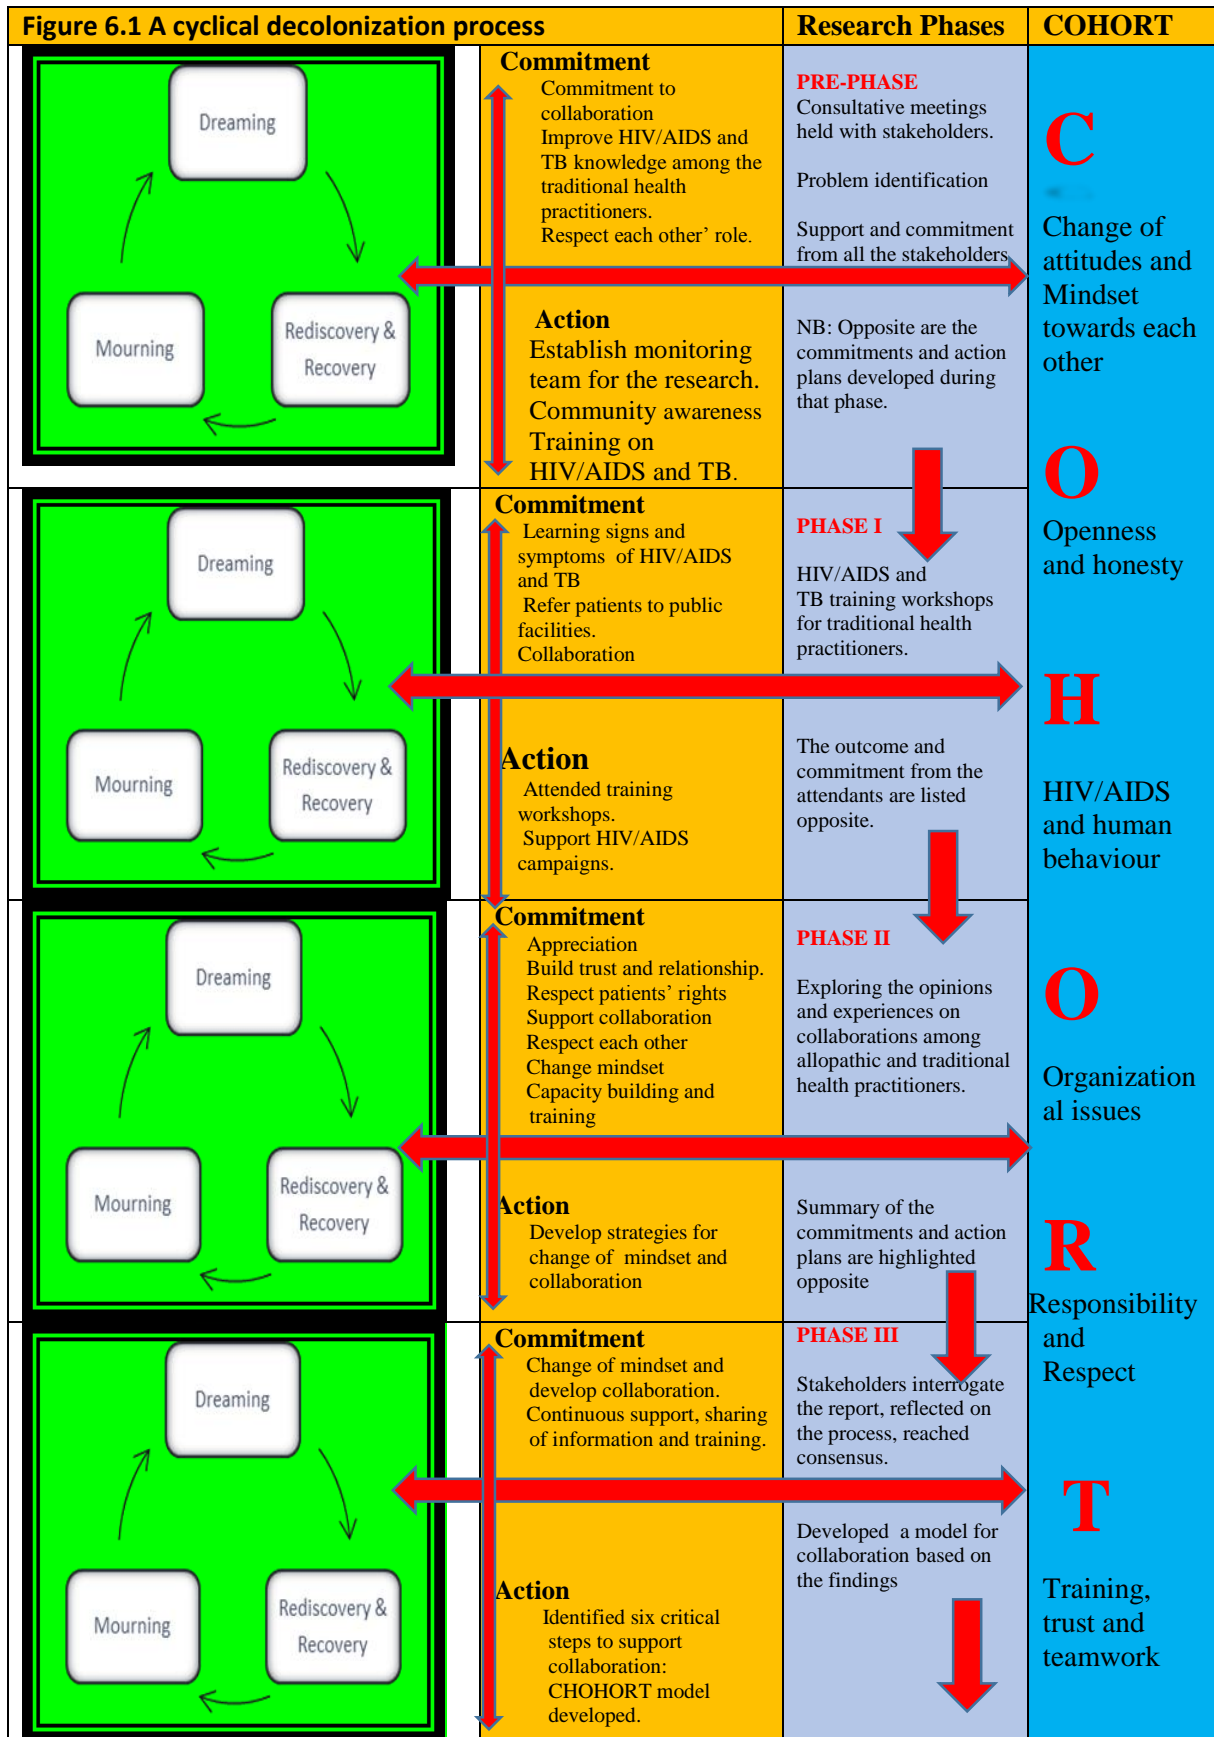 Figure 6.1 A cyclical decolonization process
Research Phases
COHORT
Dreaming
Mourning
Rediscovery &
Recovery
Commitment
Commitment to
collaboration
Improve HIV/AIDS and
TB knowledge among the
traditional health
practitioners.
Respect each other’ role.
Action
Establish monitoring
team for the research.
Community awareness
Training on
HIV/AIDS and TB.
PRE-PHASE
Consultative meetings
held with stakeholders.
Problem identification
Support and commitment
from all the stakeholders
NB: Opposite are the
commitments and action
plans developed during
that phase.
Dreaming
Mourning
Rediscovery &
Recovery
Commitment
Learning signs and
symptoms of HIV/AIDS
and TB
Refer patients to public
facilities.
Collaboration
Action
Attended training
workshops.
Support HIV/AIDS
campaigns.
PHASE I
HIV/AIDS and
TB training workshops
for traditional health
practitioners.
The outcome and
commitment from the
attendants are listed
opposite.
Dreaming
Mourning
Rediscovery &
Recovery
Commitment
Appreciation
Build trust and relationship.
Respect patients’ rights
Support collaboration
Respect each other
Change mindset
Capacity building and
training
Action
Develop strategies for
change of mindset and
collaboration
PHASE II
Exploring the opinions
and experiences on
collaborations among
allopathic and traditional
health practitioners.
Summary of the
commitments and action
plans are highlighted
opposite
Dreaming
Mourning
Rediscovery &
Recovery
Commitment
Change of mindset and
develop collaboration.
Continuous support, sharing
of information and training.
Action
Identified six critical
steps to support
collaboration:
CHOHORT model
developed.
PHASE III
Stakeholders interrogate
the report, reflected on
the process, reached
consensus.
Developed a model for
collaboration based on
the findings
C
Change of
attitudes and
Mindset
towards each
other
O
Openness
and honesty
H
HIV/AIDS
and human
behaviour
O
Organization
al issues
R
Responsibility
and
Respect
T
Training,
trust and
teamwork